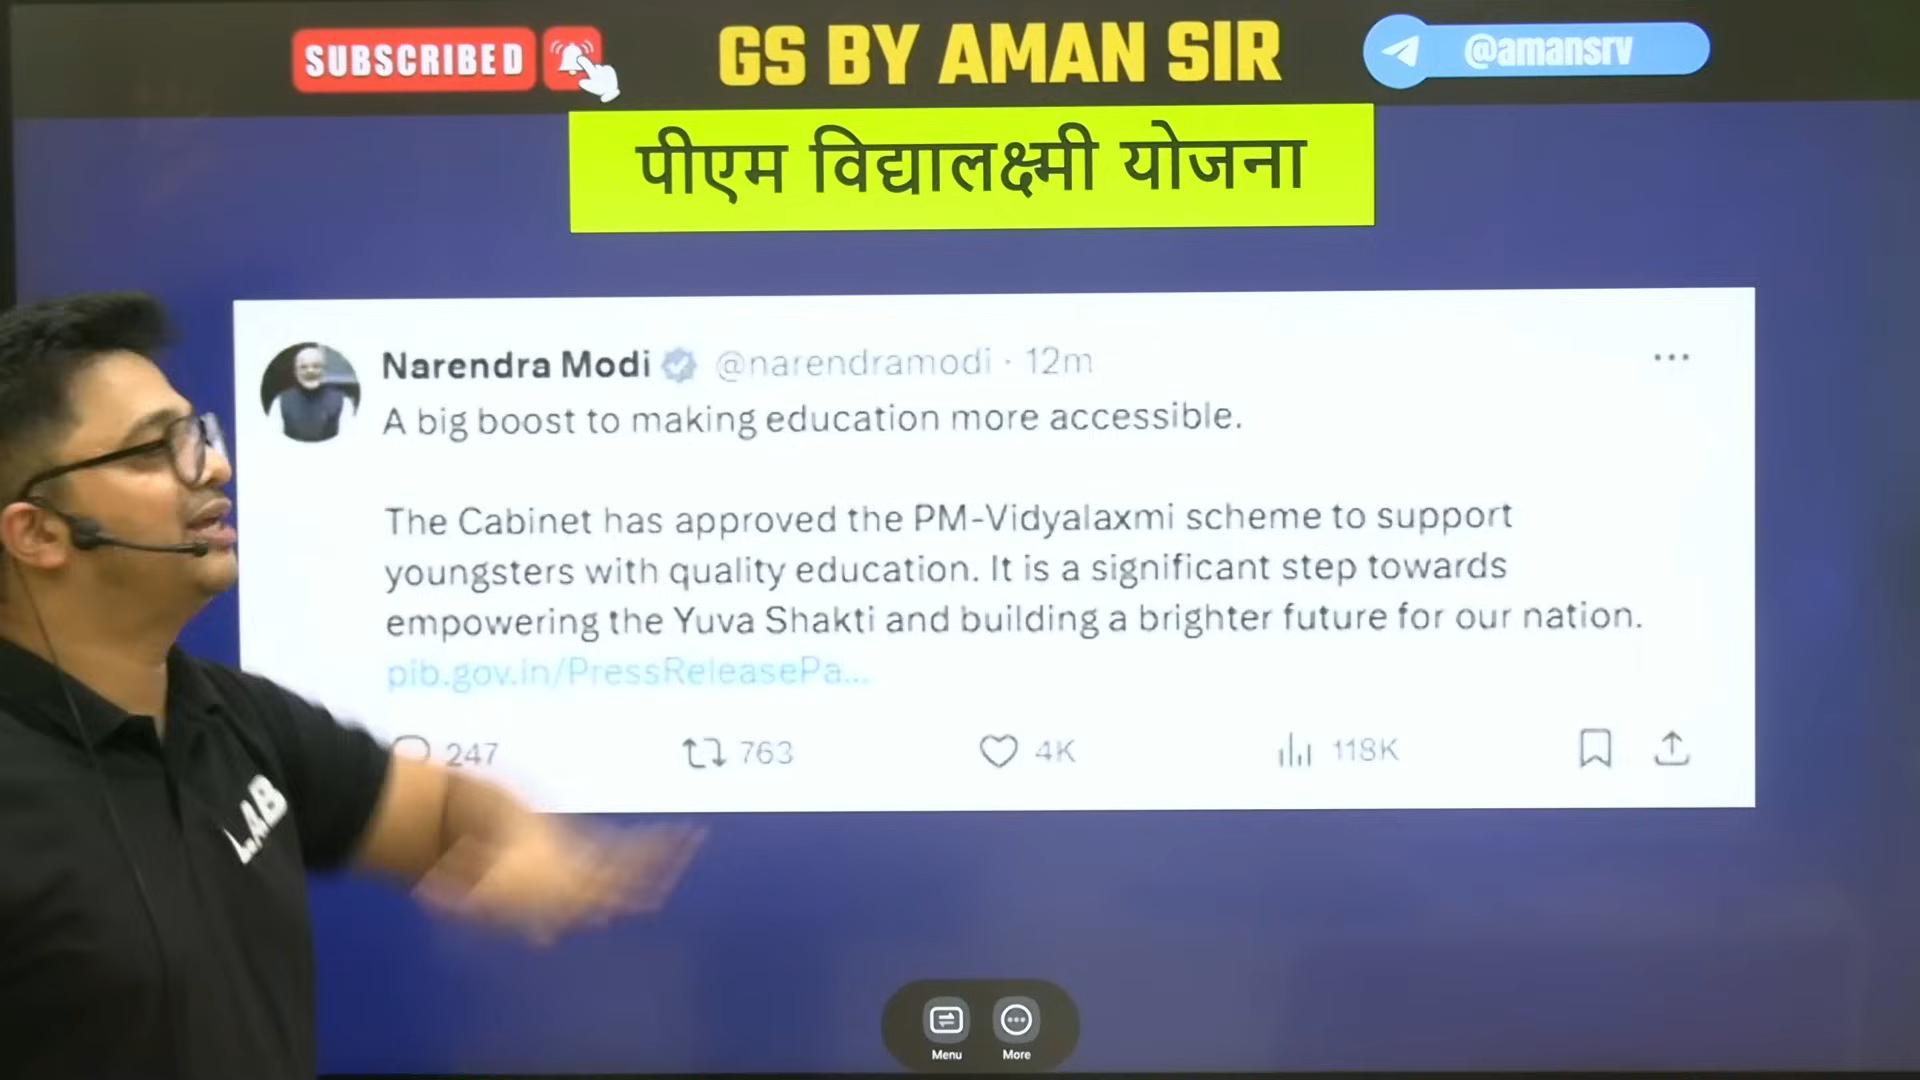 SUBSCRIBED
GS BY AMAN SIR
@amansrv
पीएम विद्यालक्ष्मी योजना
Narendra Modi @narendramodi · 12m
A big boost to making education more accessible.
The Cabinet has approved the PM-Vidyalaxmi scheme to support
youngsters with quality education. It is a significant step towards
empowering the Yuva Shakti and building a brighter future for our nation.
pib.gov.in/PressReleasePa...
247 763 4K 118K
LAB
Menu More